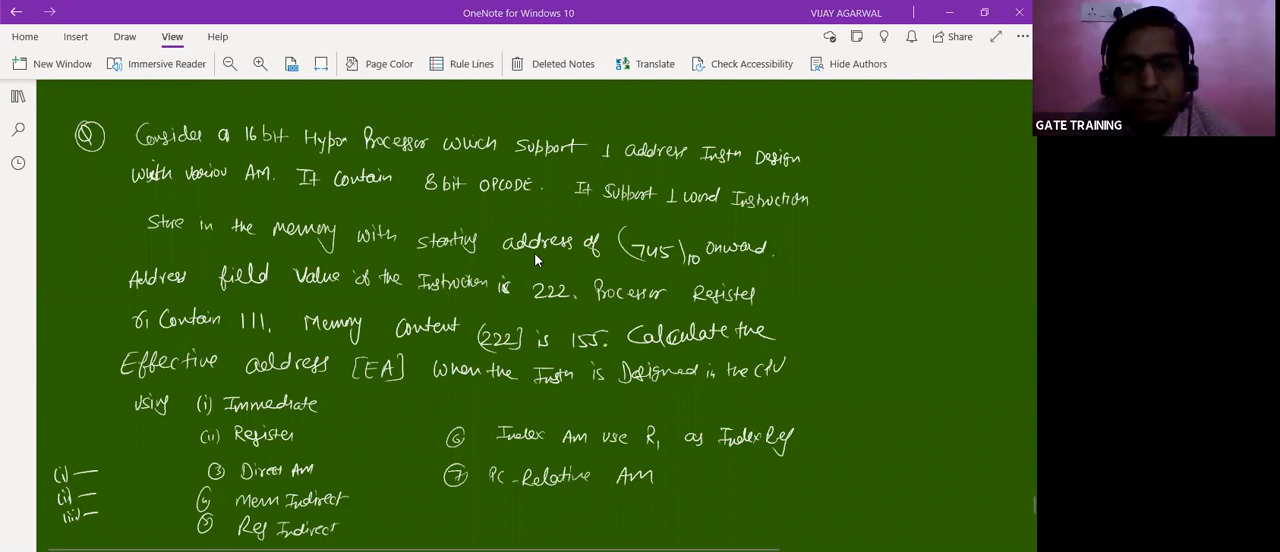 OneNote for Windows 10
VIJAY AGARWAL
Home Insert Draw View Help
Share
New Window Immersive Reader Page Color Rule Lines Deleted Notes Translate Check Accessibility Hide Authors
GATE TRAINING
Q Consider a 16 bit Hypo Processor which support 1 address Instn Design
with various AM. It Contain 8 bit OPCODE. It Support 1 word Instruction
Store in the memory with starting address of (745)10 onward.
Address field value of the Instruction is 222. Processor Register
r1 Contain 111. Memory Content [222] is 155. Calculate the
Effective address [EA] when the Instn is Designed in the CPU
using (i) Immediate
(ii) Register
(3) Direct AM
(4) Mem Indirect
(5) Reg Indirect
(6) Index AM use R1 as Index Reg
(7) PC-Relative AM
(i) —
(ii) —
(iii) —